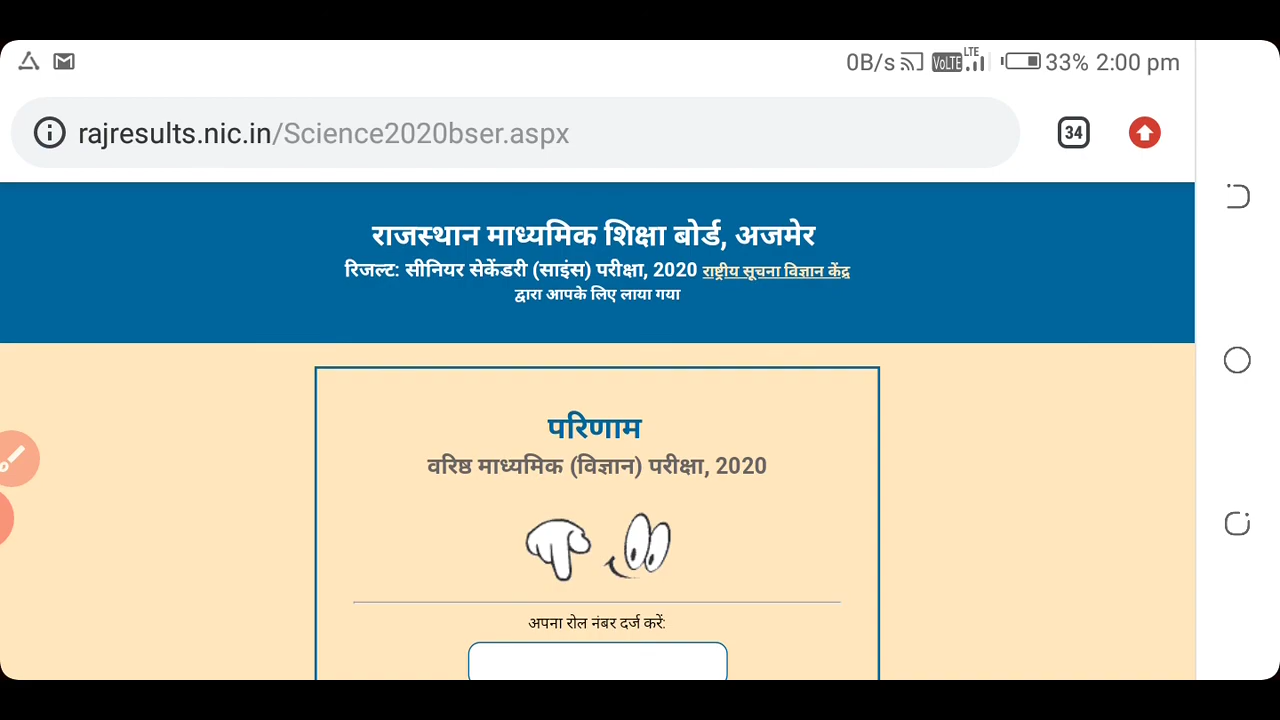 0B/s VoLTE LTE 33% 2:00 pm
rajresults.nic.in/Science2020bser.aspx 34
राजस्थान माध्यमिक शिक्षा बोर्ड, अजमेर
रिजल्ट: सीनियर सेकेंडरी (साइंस) परीक्षा, 2020 राष्ट्रीय सूचना विज्ञान केंद्र
द्वारा आपके लिए लाया गया
परिणाम
वरिष्ठ माध्यमिक (विज्ञान) परीक्षा, 2020
अपना रोल नंबर दर्ज करें: